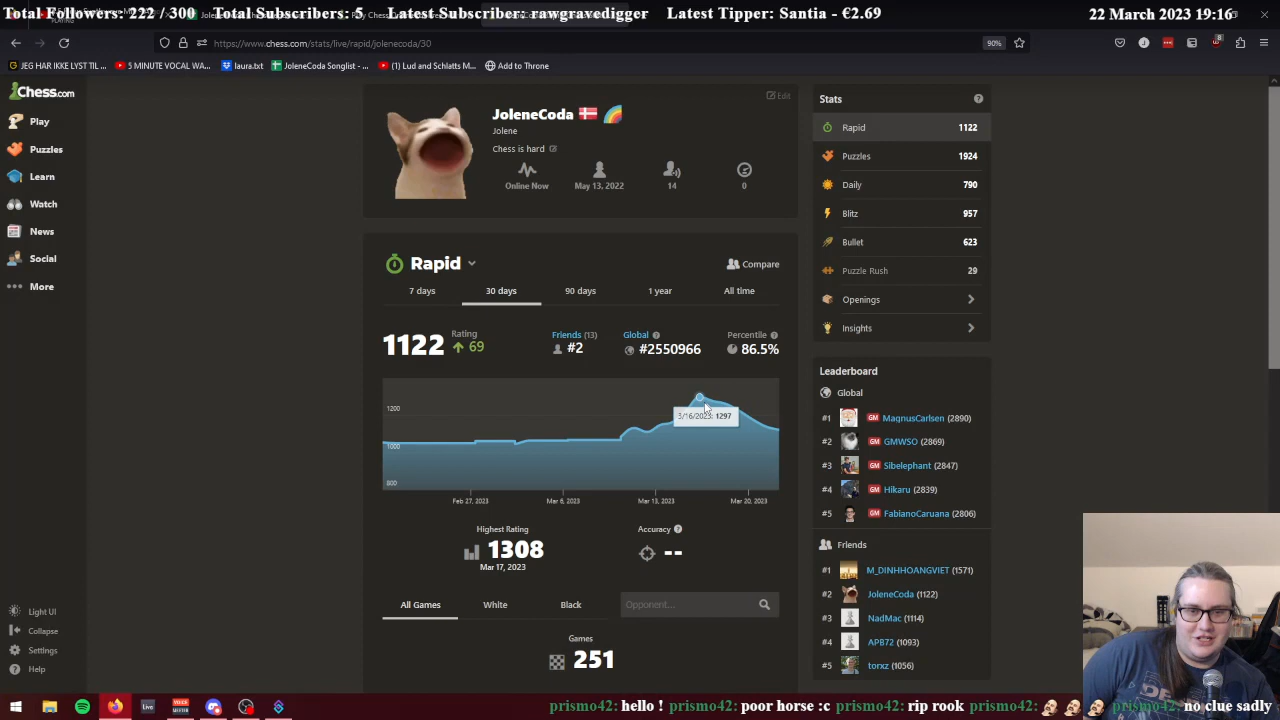 Total Followers: 222 / 300 Total Subscribers: 5 Latest Subscriber: mngravedigger Latest Tipper: Santia - €2.69 22 March 2023 19:16
https://www.chess.com/stats/live/rapid/jolenecoda/30 90%
JEG HAR IKKE LYST TIL ... 5 MINUTE VOCAL WA... laura.txt JoleneCoda Songlist - ... (1) Lud and Schlatts M... Add to Throne
Chess.com
Play
Puzzles
Learn
Watch
News
Social
More
Light UI
Collapse
Settings
Help
Edit
JoleneCoda
Jolene
Chess is hard
Online Now May 13, 2022 14 0
Rapid
Compare
7 days 30 days 90 days 1 year All time
1122 Rating 69
Friends (13) #2
Global #2550966
Percentile 86.5%
1200
1000
800
3/16/2023: 1297
Feb 27, 2023 Mar 6, 2023 Mar 13, 2023 Mar 20, 2023
Highest Rating
1308
Mar 17, 2023
Accuracy
--
All Games White Black Opponent...
Games
251
Stats
Rapid 1122
Puzzles 1924
Daily 790
Blitz 957
Bullet 623
Puzzle Rush 29
Openings
Insights
Leaderboard
Global
#1 GM MagnusCarlsen (2890)
#2 GM GMWSO (2869)
#3 GM Sibelephant (2847)
#4 GM Hikaru (2839)
#5 GM FabianoCaruana (2806)
Friends
#1 M_DINHHOANGVIET (1571)
#2 JoleneCoda (1122)
#3 NadMac (1114)
#4 APB72 (1093)
#5 torxz (1056)
Live VOICE
prismo42: hello ! prismo42: poor horse :c prismo42: rip rook prismo42: prismo42: no clue sadly